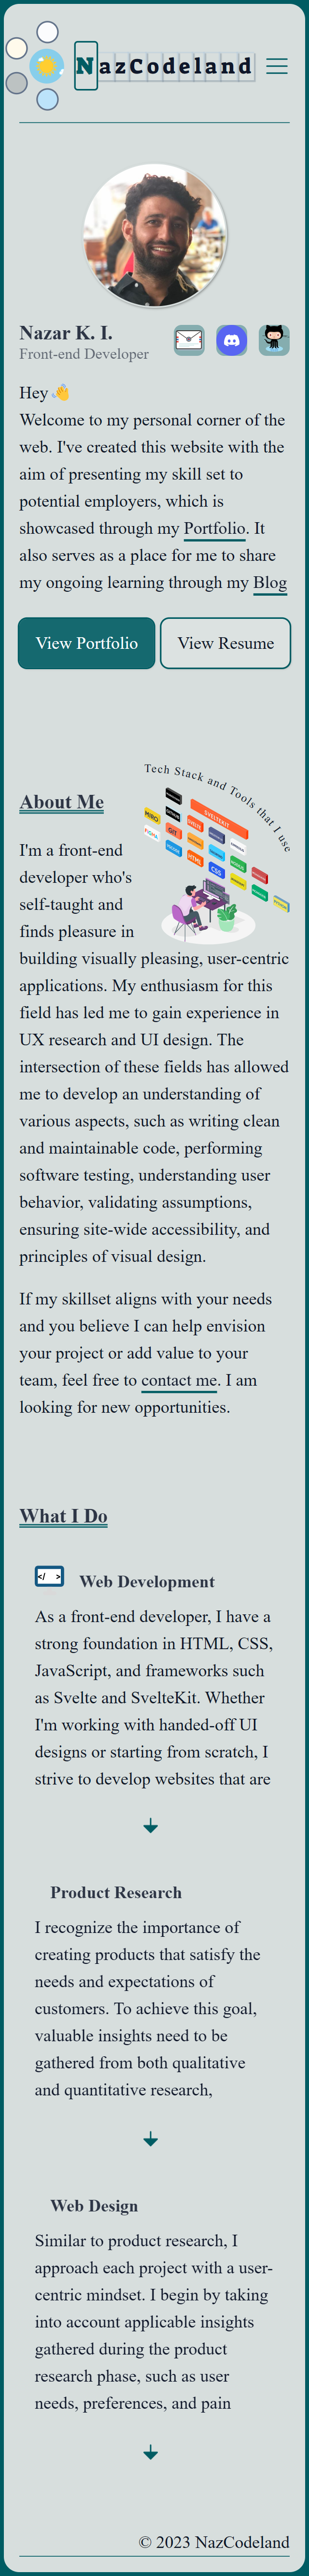 NazCodeland
Nazar K. I.
Front-end Developer
Hey 👋
Welcome to my personal corner of the
web. I've created this website with the
aim of presenting my skill set to
potential employers, which is
showcased through my Portfolio. It
also serves as a place for me to share
my ongoing learning through my Blog
View Portfolio
View Resume
Tech Stack and Tools that I use
SVELTEKIT
MIRO
FIGMA
GIT
HTML
CSS
SVELTE
About Me
I'm a front-end
developer who's
self-taught and
finds pleasure in
building visually pleasing, user-centric
applications. My enthusiasm for this
field has led me to gain experience in
UX research and UI design. The
intersection of these fields has allowed
me to develop an understanding of
various aspects, such as writing clean
and maintainable code, performing
software testing, understanding user
behavior, validating assumptions,
ensuring site-wide accessibility, and
principles of visual design.
If my skillset aligns with your needs
and you believe I can help envision
your project or add value to your
team, feel free to contact me. I am
looking for new opportunities.
What I Do
</ >
Web Development
As a front-end developer, I have a
strong foundation in HTML, CSS,
JavaScript, and frameworks such
as Svelte and SvelteKit. Whether
I'm working with handed-off UI
designs or starting from scratch, I
strive to develop websites that are
Product Research
I recognize the importance of
creating products that satisfy the
needs and expectations of
customers. To achieve this goal,
valuable insights need to be
gathered from both qualitative
and quantitative research,
Web Design
Similar to product research, I
approach each project with a user-
centric mindset. I begin by taking
into account applicable insights
gathered during the product
research phase, such as user
needs, preferences, and pain
© 2023 NazCodeland